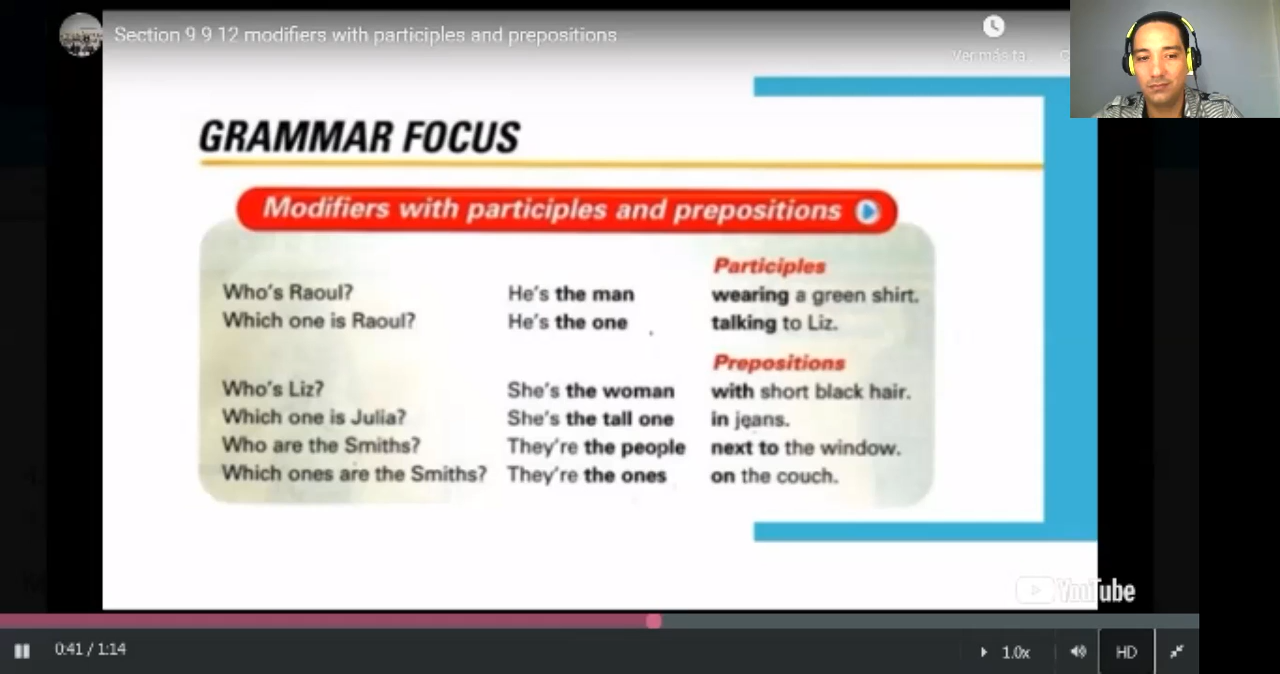 Section 9 9 12 modifiers with participles and prepositions
Ver más ta...
GRAMMAR FOCUS
Modifiers with participles and prepositions
Participles
Who's Raoul? He's the man wearing a green shirt.
Which one is Raoul? He's the one talking to Liz.
Prepositions
Who's Liz? She's the woman with short black hair.
Which one is Julia? She's the tall one in jeans.
Who are the Smiths? They're the people next to the window.
Which ones are the Smiths? They're the ones on the couch.
YouTube
0:41 / 1:14
1.0x
HD